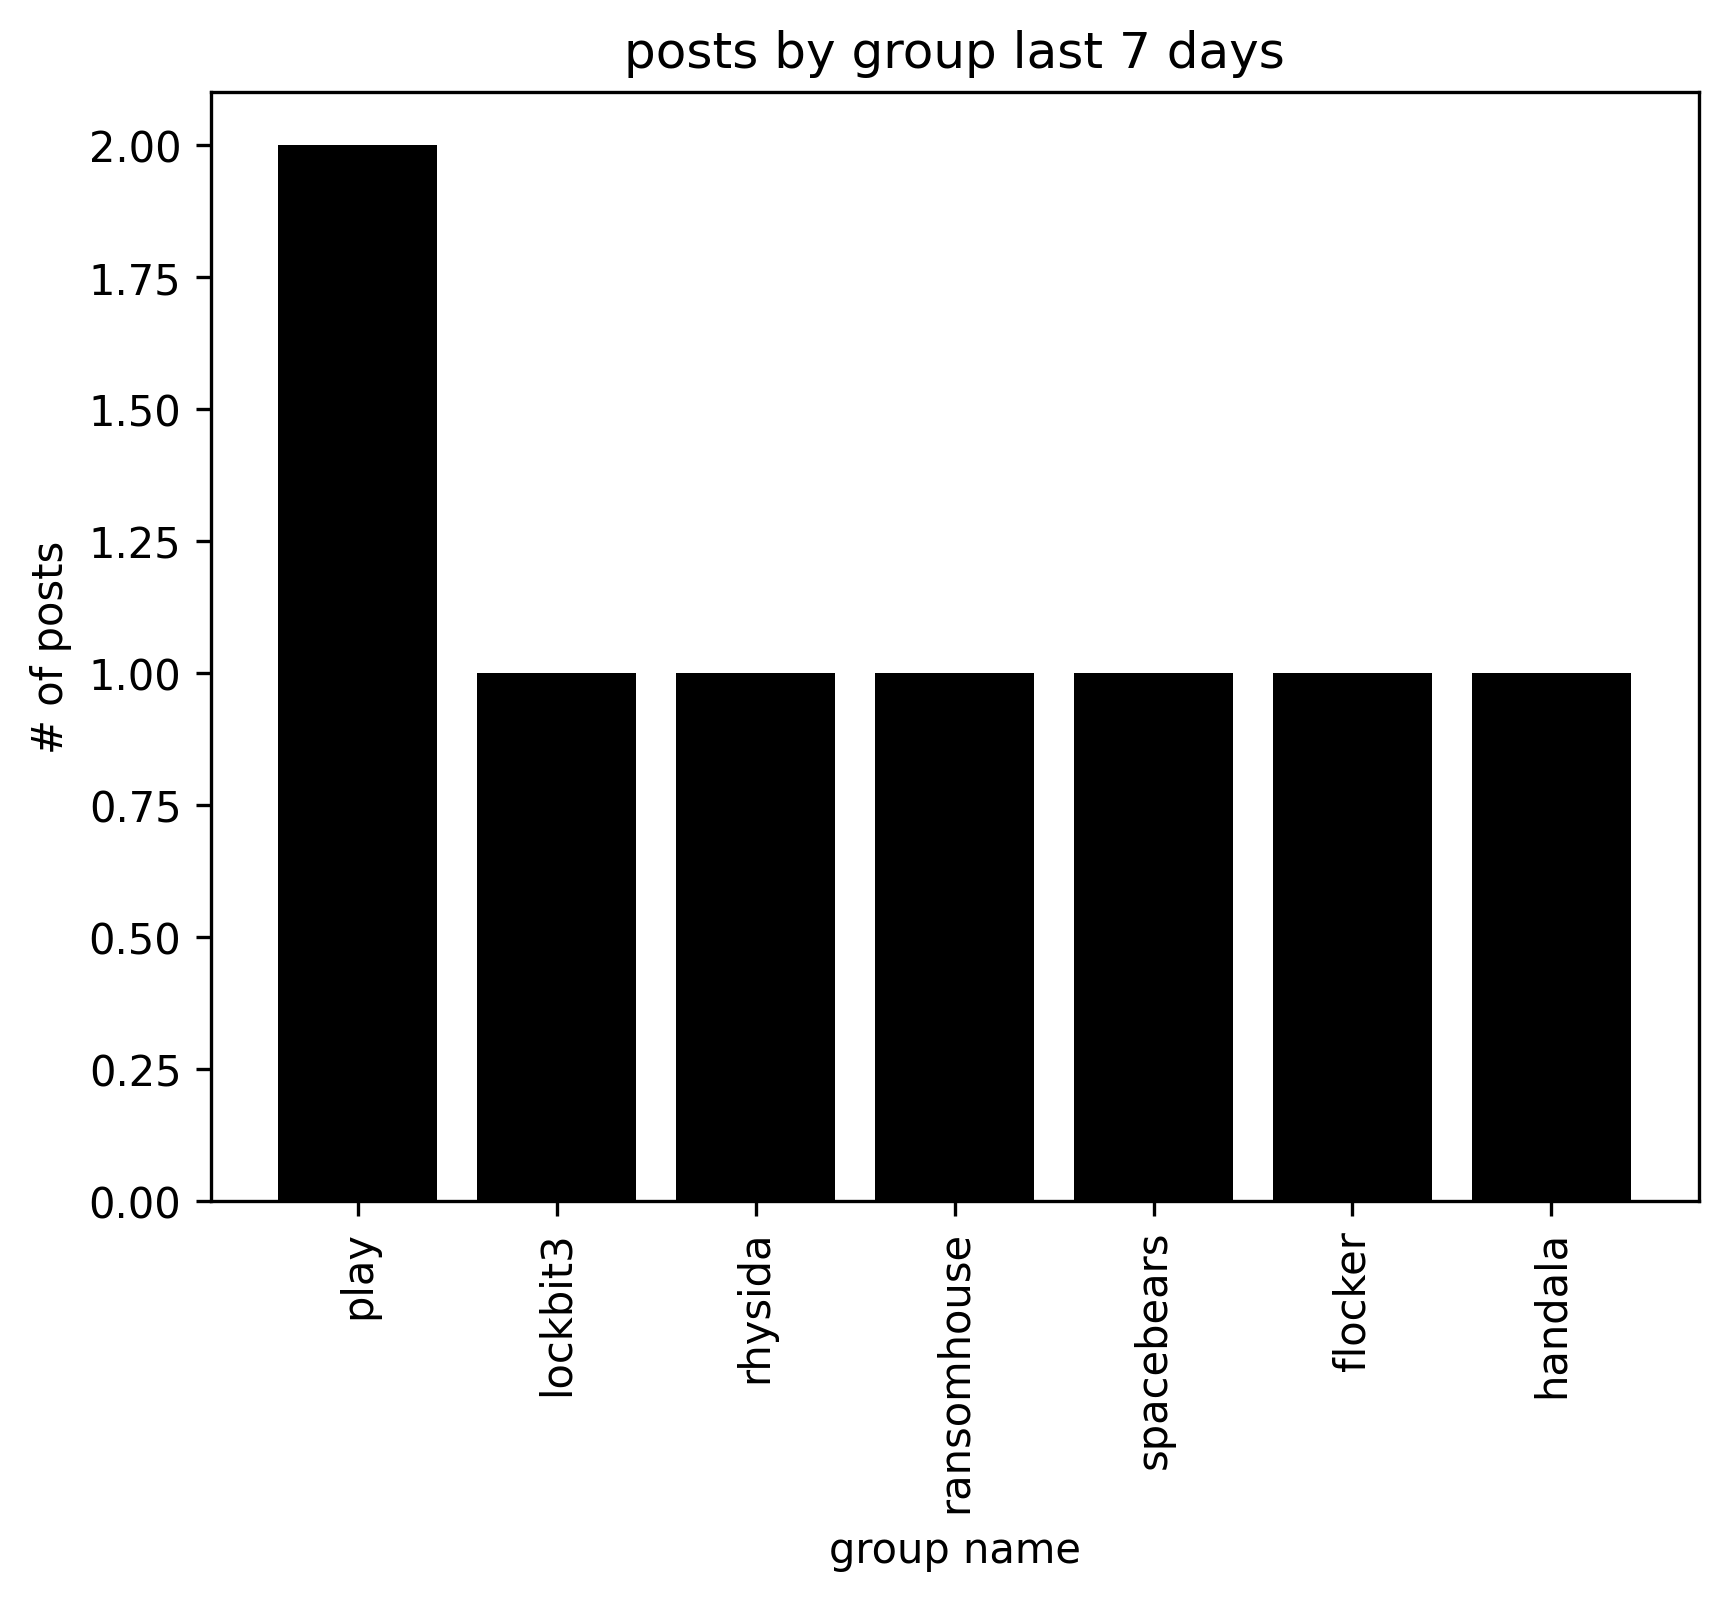 posts by group last 7 days
# of posts
2.00
1.75
1.50
1.25
1.00
0.75
0.50
0.25
0.00
play
lockbit3
rhysida
ransomhouse
spacebears
flocker
handala
group name